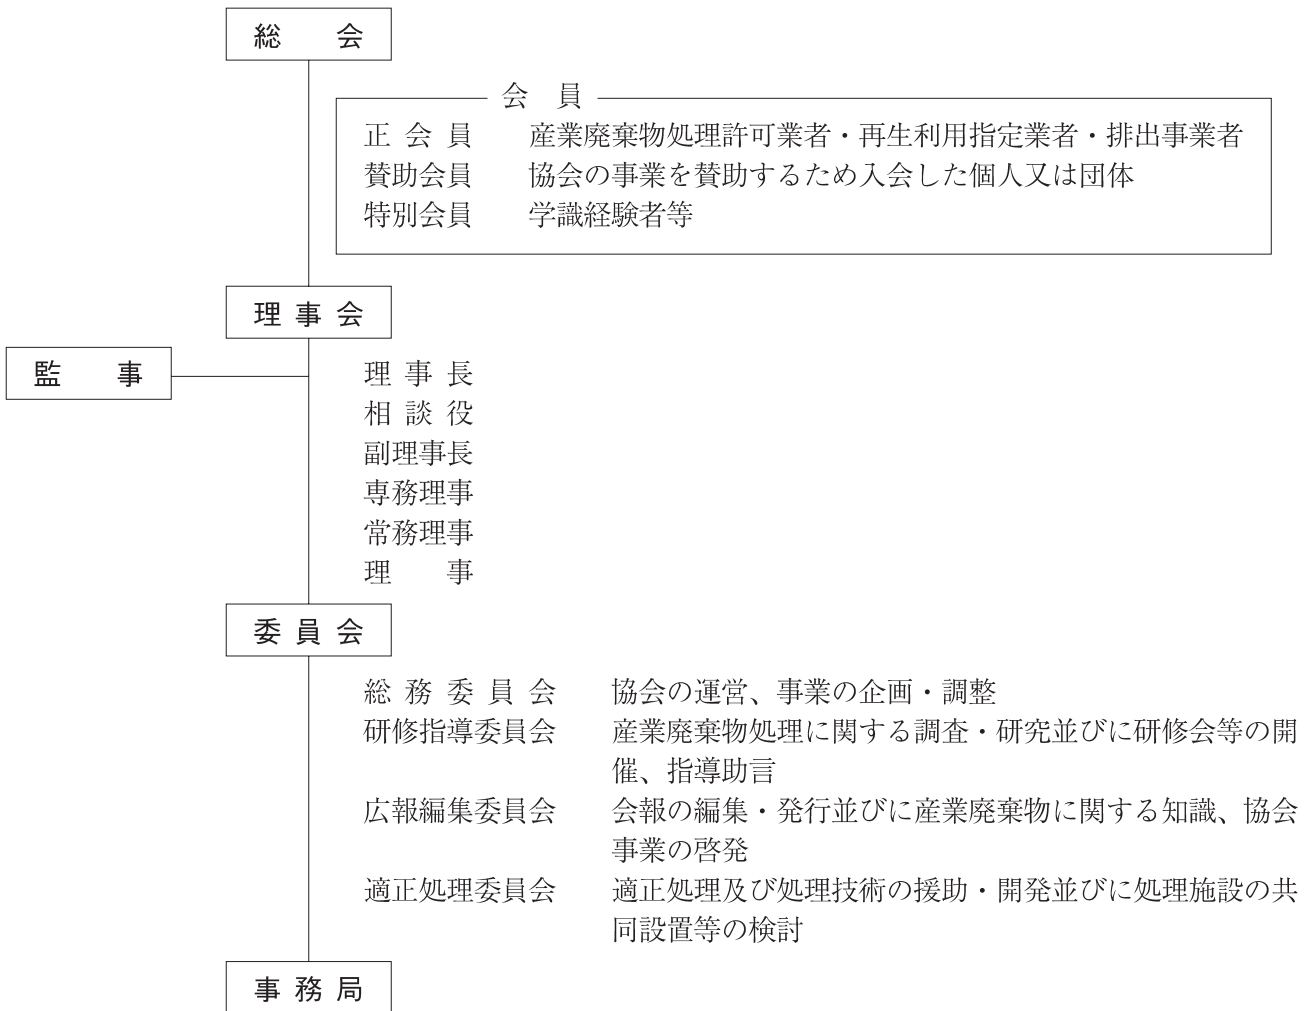 総　会
会　員
正 会 員　産業廃棄物処理許可業者・再生利用指定業者・排出事業者
賛助会員　協会の事業を賛助するため入会した個人又は団体
特別会員　学識経験者等
理 事 会
監　事
理 事 長
相 談 役
副理事長
専務理事
常務理事
理　事
委 員 会
総 務 委 員 会　協会の運営、事業の企画・調整
研修指導委員会　産業廃棄物処理に関する調査・研究並びに研修会等の開
催、指導助言
広報編集委員会　会報の編集・発行並びに産業廃棄物に関する知識、協会
事業の啓発
適正処理委員会　適正処理及び処理技術の援助・開発並びに処理施設の共
同設置等の検討
事 務 局